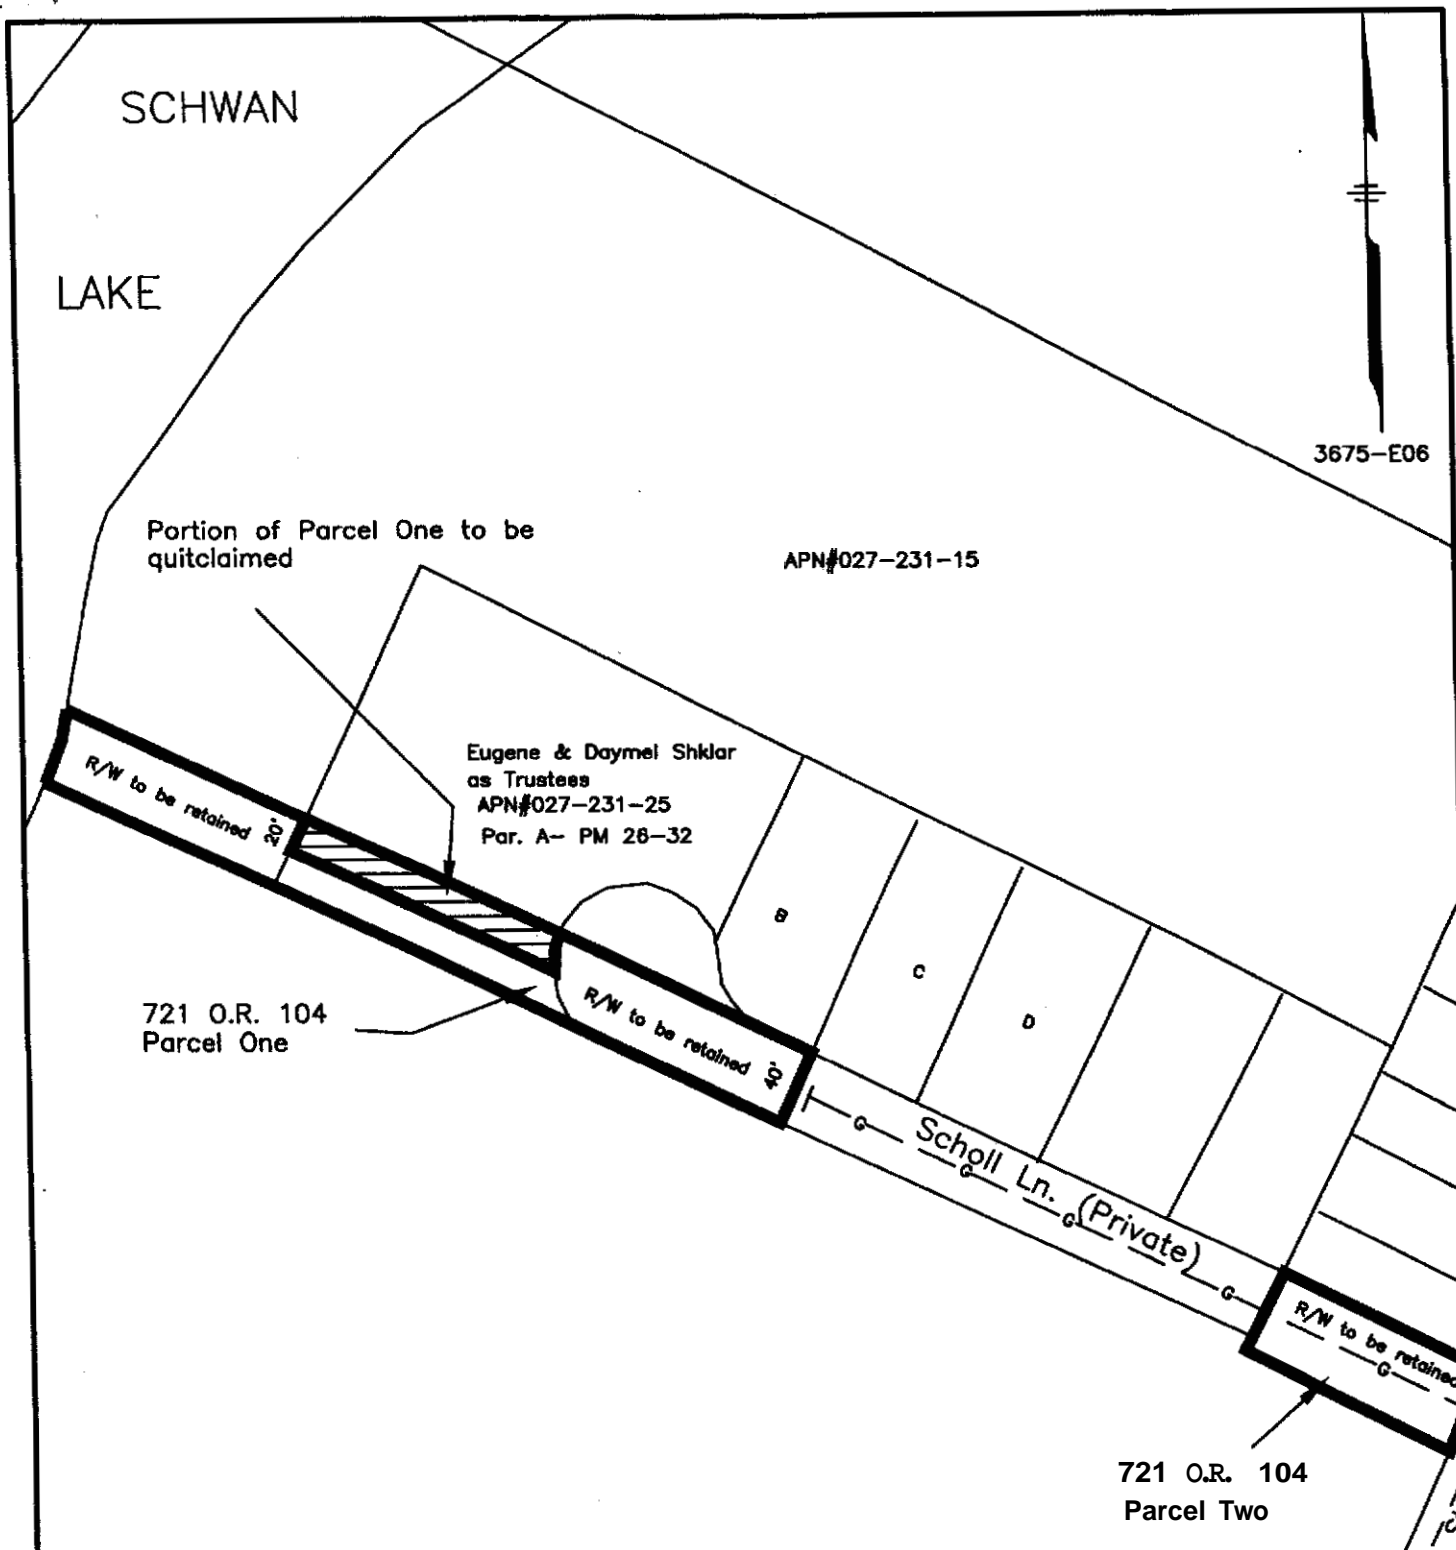 SCHWAN
LAKE
3675-E06
Portion of Parcel One to be
quitclaimed
APN#027-231-15
Eugene & Daymel Shklar
as Trustees
APN#027-231-25
Par. A- PM 26-32
R/W to be retained 20'
B
C
D
721 O.R. 104
Parcel One
R/W to be retained 40'
G
Scholl Ln. (Private)
G
G
G
R/W to be retained
G
721 O.R. 104
Parcel Two